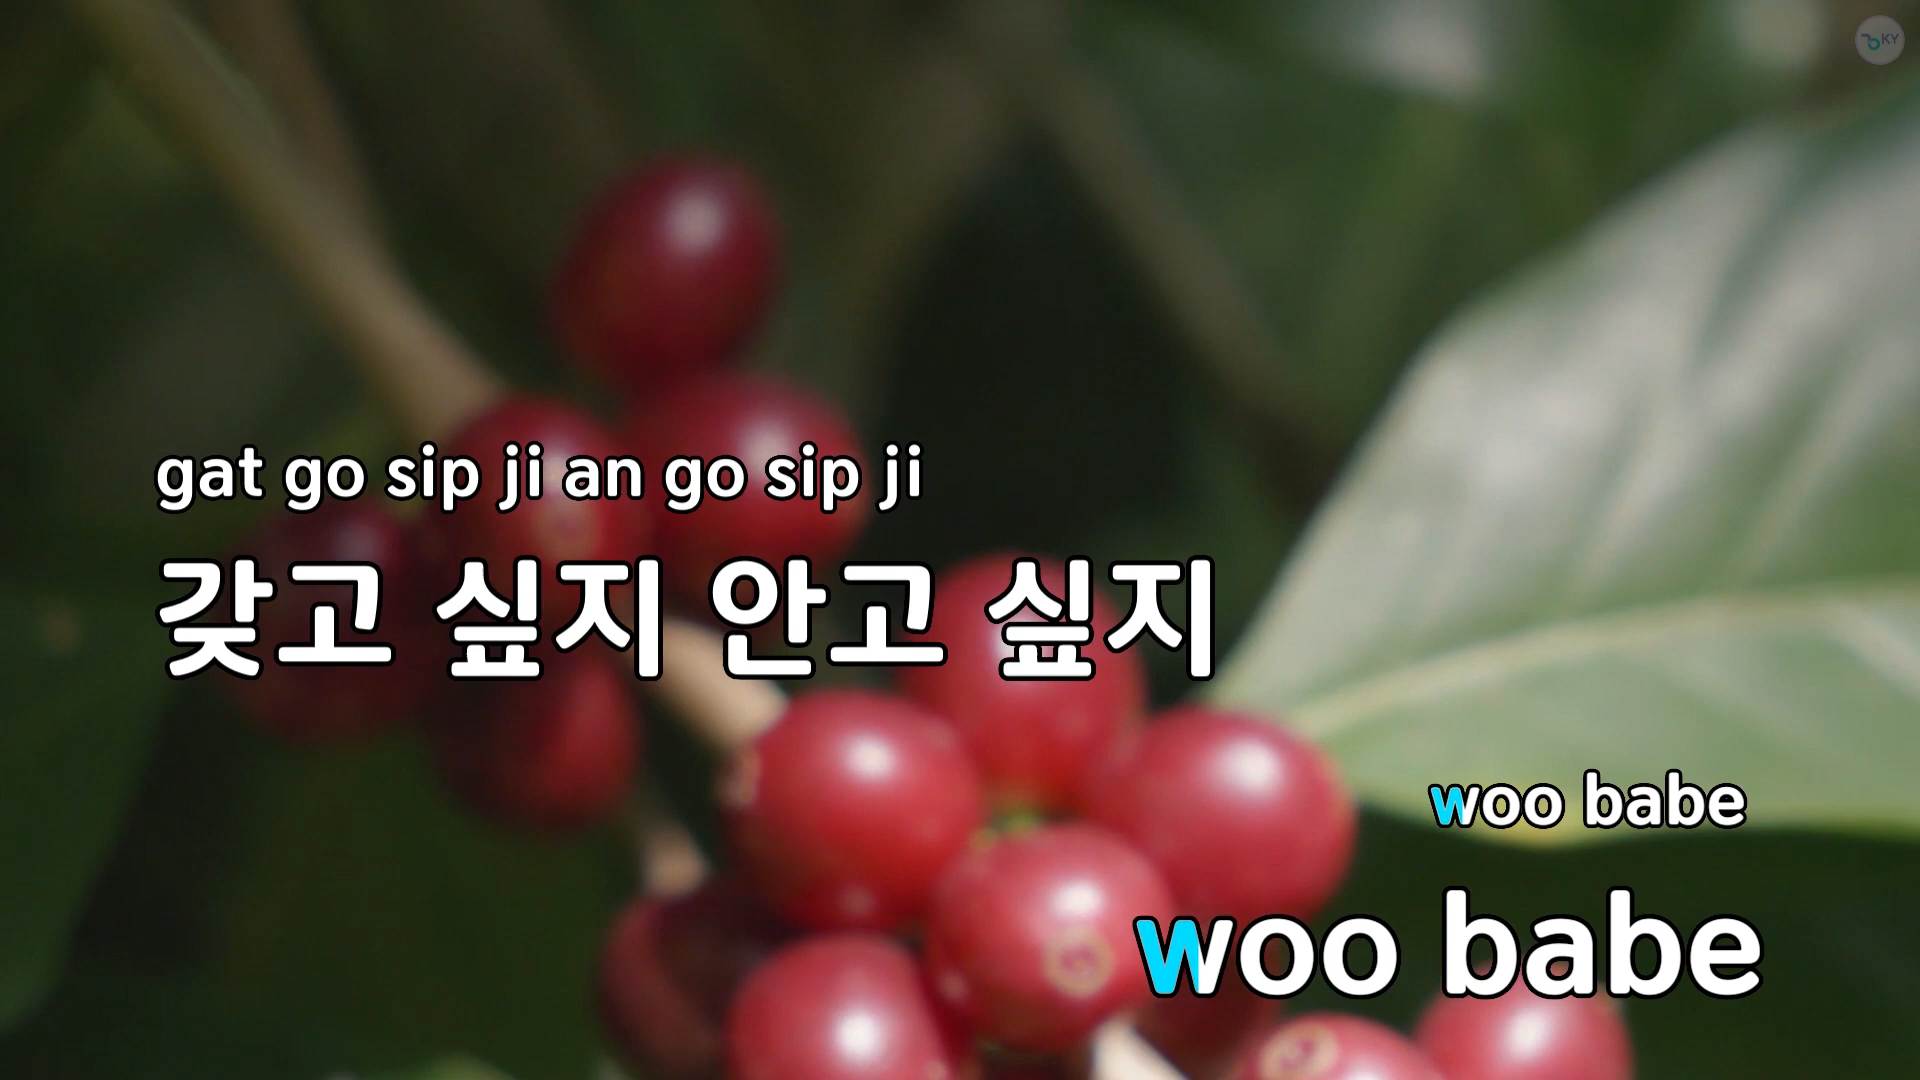 KY
gat go sip ji an go sip ji
갖고 싶지 안고 싶지
woo babe
woo babe